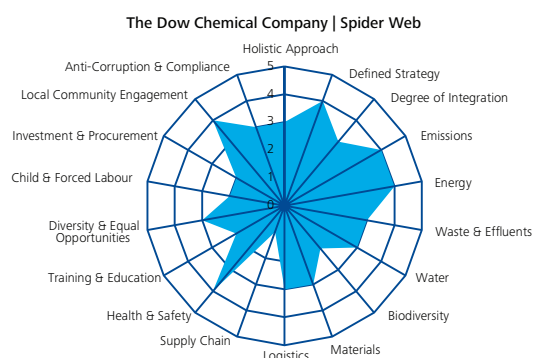 The Dow Chemical Company | Spider Web
Holistic Approach
Anti-Corruption & Compliance
Defined Strategy
Local Community Engagement
Degree of Integration
Investment & Procurement
Emissions
Child & Forced Labour
Energy
Diversity & Equal
Opportunities
Waste & Effluents
Training & Education
Water
Health & Safety
Biodiversity
Supply Chain
Materials
Logistics
5
4
3
2
1
0